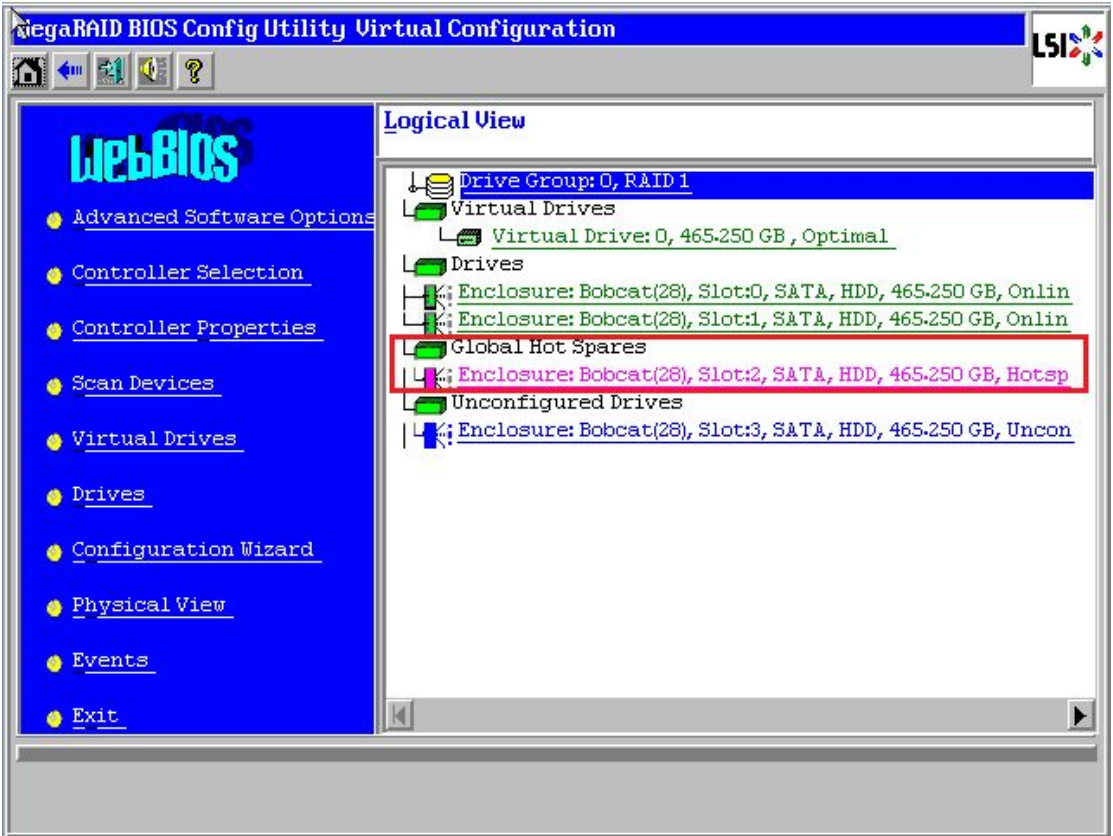 MegaRAID BIOS Config Utility Virtual Configuration
LSI
WebBIOS
Advanced Software Options
Controller Selection
Controller Properties
Scan Devices
Virtual Drives
Drives
Configuration Wizard
Physical View
Events
Exit
Logical View
Drive Group: 0, RAID 1
Virtual Drives
Virtual Drive: 0, 465.250 GB , Optimal
Drives
Enclosure: Bobcat(28), Slot:0, SATA, HDD, 465.250 GB, Onlin
Enclosure: Bobcat(28), Slot:1, SATA, HDD, 465.250 GB, Onlin
Global Hot Spares
Enclosure: Bobcat(28), Slot:2, SATA, HDD, 465.250 GB, Hotsp
Unconfigured Drives
Enclosure: Bobcat(28), Slot:3, SATA, HDD, 465.250 GB, Uncon